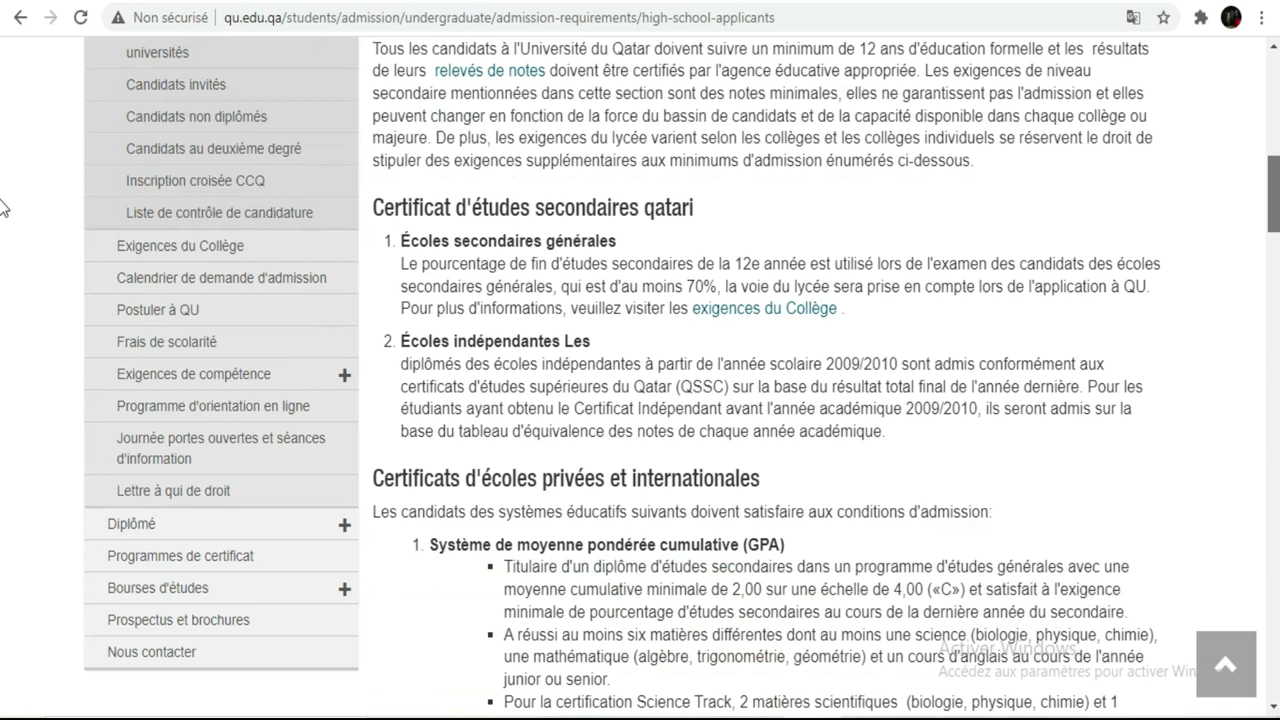 Non sécurisé
qu.edu.qa/students/admission/undergraduate/admission-requirements/high-school-applicants
universités
Candidats invités
Candidats non diplômés
Candidats au deuxième degré
Inscription croisée CCQ
Liste de contrôle de candidature
Exigences du Collège
Calendrier de demande d'admission
Postuler à QU
Frais de scolarité
Exigences de compétence
Programme d'orientation en ligne
Journée portes ouvertes et séances
d'information
Lettre à qui de droit
Diplômé
Programmes de certificat
Bourses d'études
Prospectus et brochures
Nous contacter
Tous les candidats à l'Université du Qatar doivent suivre un minimum de 12 ans d'éducation formelle et les résultats
de leurs relevés de notes doivent être certifiés par l'agence éducative appropriée. Les exigences de niveau
secondaire mentionnées dans cette section sont des notes minimales, elles ne garantissent pas l'admission et elles
peuvent changer en fonction de la force du bassin de candidats et de la capacité disponible dans chaque collège ou
majeure. De plus, les exigences du lycée varient selon les collèges et les collèges individuels se réservent le droit de
stipuler des exigences supplémentaires aux minimums d'admission énumérés ci-dessous.
Certificat d'études secondaires qatari
1. Écoles secondaires générales
Le pourcentage de fin d'études secondaires de la 12e année est utilisé lors de l'examen des candidats des écoles
secondaires générales, qui est d'au moins 70%, la voie du lycée sera prise en compte lors de l'application à QU.
Pour plus d'informations, veuillez visiter les exigences du Collège .
2. Écoles indépendantes Les
diplômés des écoles indépendantes à partir de l'année scolaire 2009/2010 sont admis conformément aux
certificats d'études supérieures du Qatar (QSSC) sur la base du résultat total final de l'année dernière. Pour les
étudiants ayant obtenu le Certificat Indépendant avant l'année académique 2009/2010, ils seront admis sur la
base du tableau d'équivalence des notes de chaque année académique.
Certificats d'écoles privées et internationales
Les candidats des systèmes éducatifs suivants doivent satisfaire aux conditions d'admission:
1. Système de moyenne pondérée cumulative (GPA)
Titulaire d'un diplôme d'études secondaires dans un programme d'études générales avec une
moyenne cumulative minimale de 2,00 sur une échelle de 4,00 («C») et satisfait à l'exigence
minimale de pourcentage d'études secondaires au cours de la dernière année du secondaire.
A réussi au moins six matières différentes dont au moins une science (biologie, physique, chimie),
une mathématique (algèbre, trigonométrie, géométrie) et un cours d'anglais au cours de l'année
junior ou senior.
Pour la certification Science Track, 2 matières scientifiques (biologie, physique, chimie) et 1
Activer Windows
Accédez aux paramètres pour activer Win